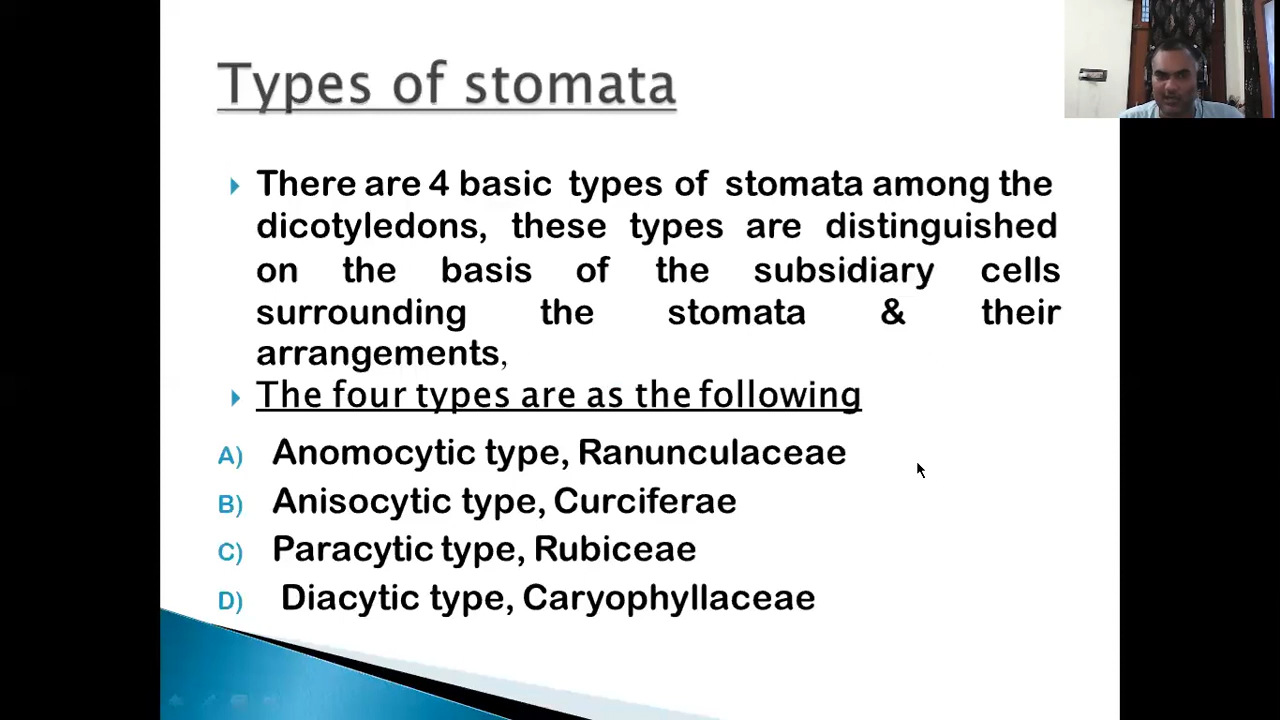 Types of stomata
There are 4 basic types of stomata among the
dicotyledons, these types are distinguished
on the basis of the subsidiary cells
surrounding the stomata & their
arrangements,
The four types are as the following
A) Anomocytic type, Ranunculaceae
B) Anisocytic type, Curciferae
C) Paracytic type, Rubiceae
D) Diacytic type, Caryophyllaceae